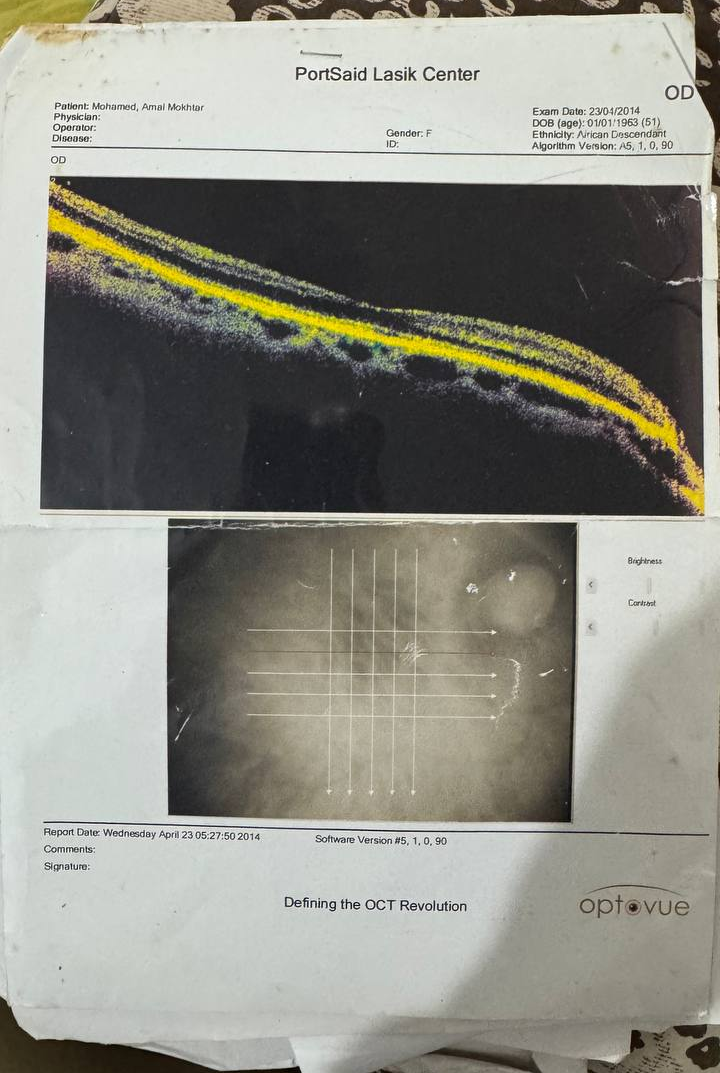 PortSaid Lasik Center
OD
Patient: Mohamed, Amal Mokhtar
Physician:
Operator:
Disease:
Gender: F
ID:
Exam Date: 23/04/2014
DOB (age): 01/01/1963 (51)
Ethnicity: African Descendant
Algorithm Version: A5, 1, 0, 90
OD
Brightness
Contrast
Report Date: Wednesday April 23 05:27:50 2014
Software Version #5, 1, 0, 90
Comments:
Signature:
Defining the OCT Revolution
optovue